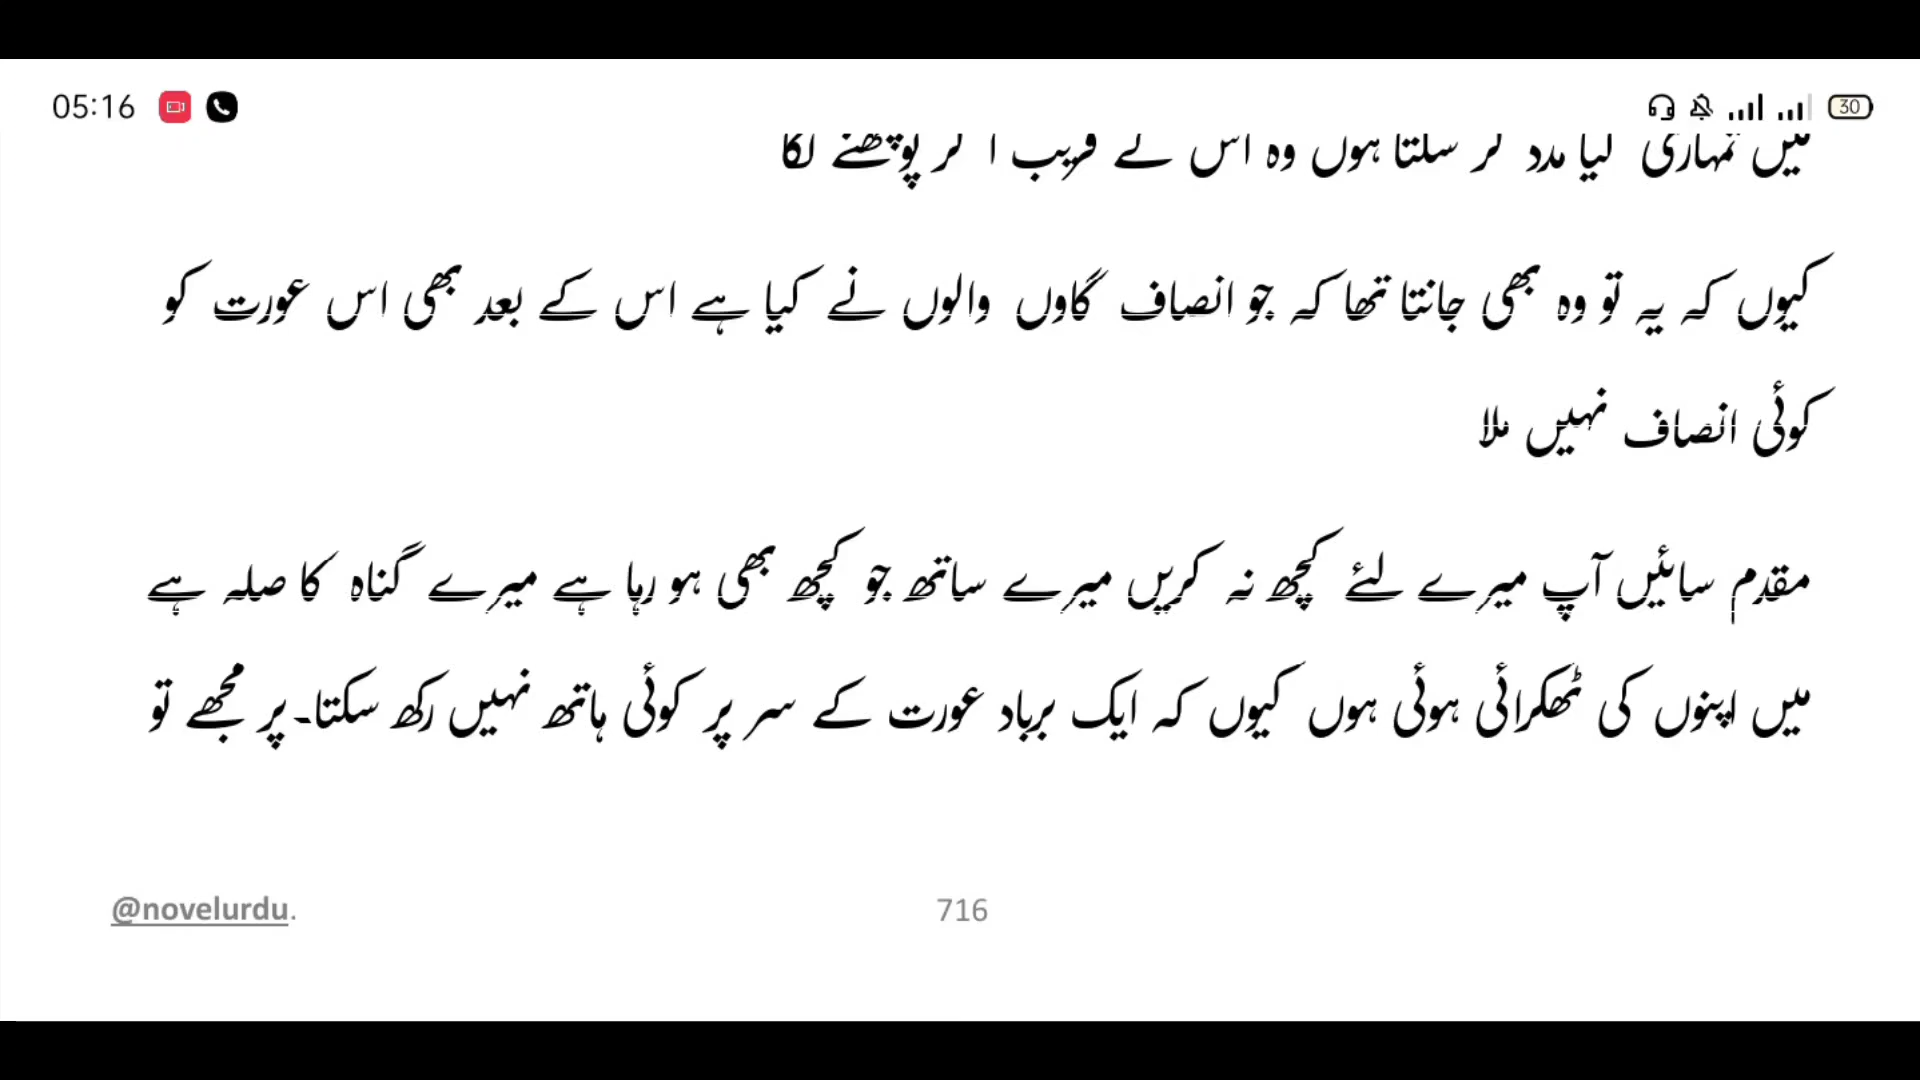 05:16
30
میں تمہاری کیا مدد کر سکتا ہوں وہ اس کے قریب آ کر پوچھنے لگا
کیوں کہ یہ تو وہ بھی جانتا تھا کہ جو انصاف گاوں والوں نے کیا ہے اس کے بعد بھی اس عورت کو
کوئی انصاف نہیں ملا
مقدم سائیں آپ میرے لئے کچھ نہ کریں میرے ساتھ جو کچھ بھی ہو رہا ہے میرے گناہ کا صلہ ہے
میں اپنوں کی ٹھکرائی ہوئی ہوں کیوں کہ ایک برباد عورت کے سر پر کوئی ہاتھ نہیں رکھ سکتا۔ پر مجھے تو
@novelurdu.
716